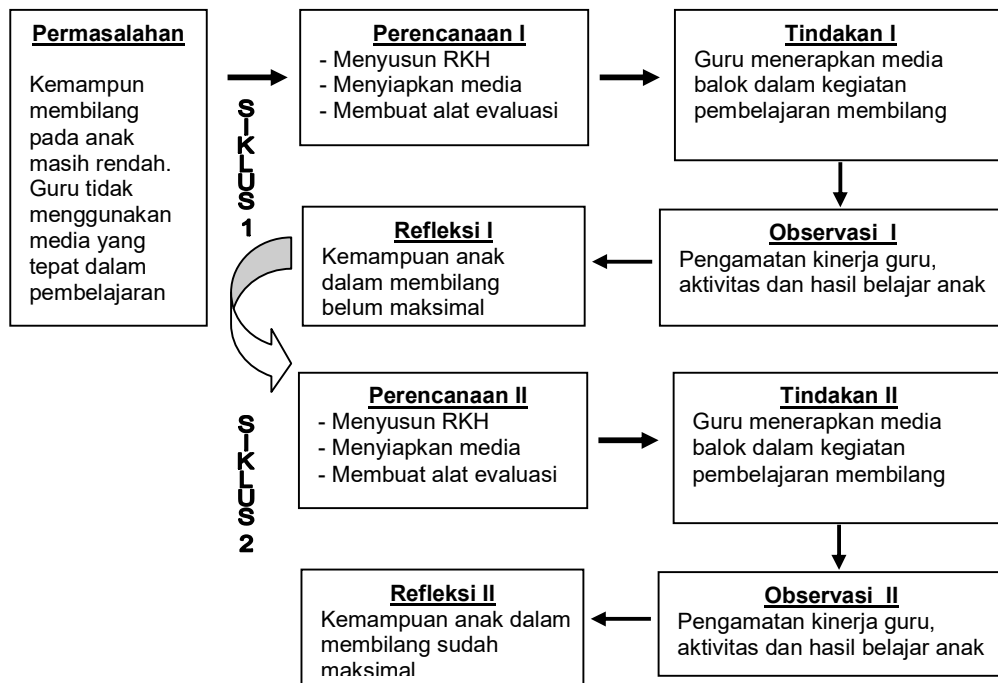 Permasalahan
Kemampun
membilang
pada anak
masih rendah.
Guru tidak
menggunakan
media yang
tepat dalam
pembelajaran
SIKLUS 1
Perencanaan I
- Menyusun RKH
- Menyiapkan media
- Membuat alat evaluasi
Tindakan I
Guru menerapkan media
balok dalam kegiatan
pembelajaran membilang
Observasi I
Pengamatan kinerja guru,
aktivitas dan hasil belajar anak
Refleksi I
Kemampuan anak
dalam membilang
belum maksimal
SIKLUS 2
Perencanaan II
- Menyusun RKH
- Menyiapkan media
- Membuat alat evaluasi
Tindakan II
Guru menerapkan media
balok dalam kegiatan
pembelajaran membilang
Observasi II
Pengamatan kinerja guru,
aktivitas dan hasil belajar anak
Refleksi II
Kemampuan anak dalam
membilang sudah
maksimal